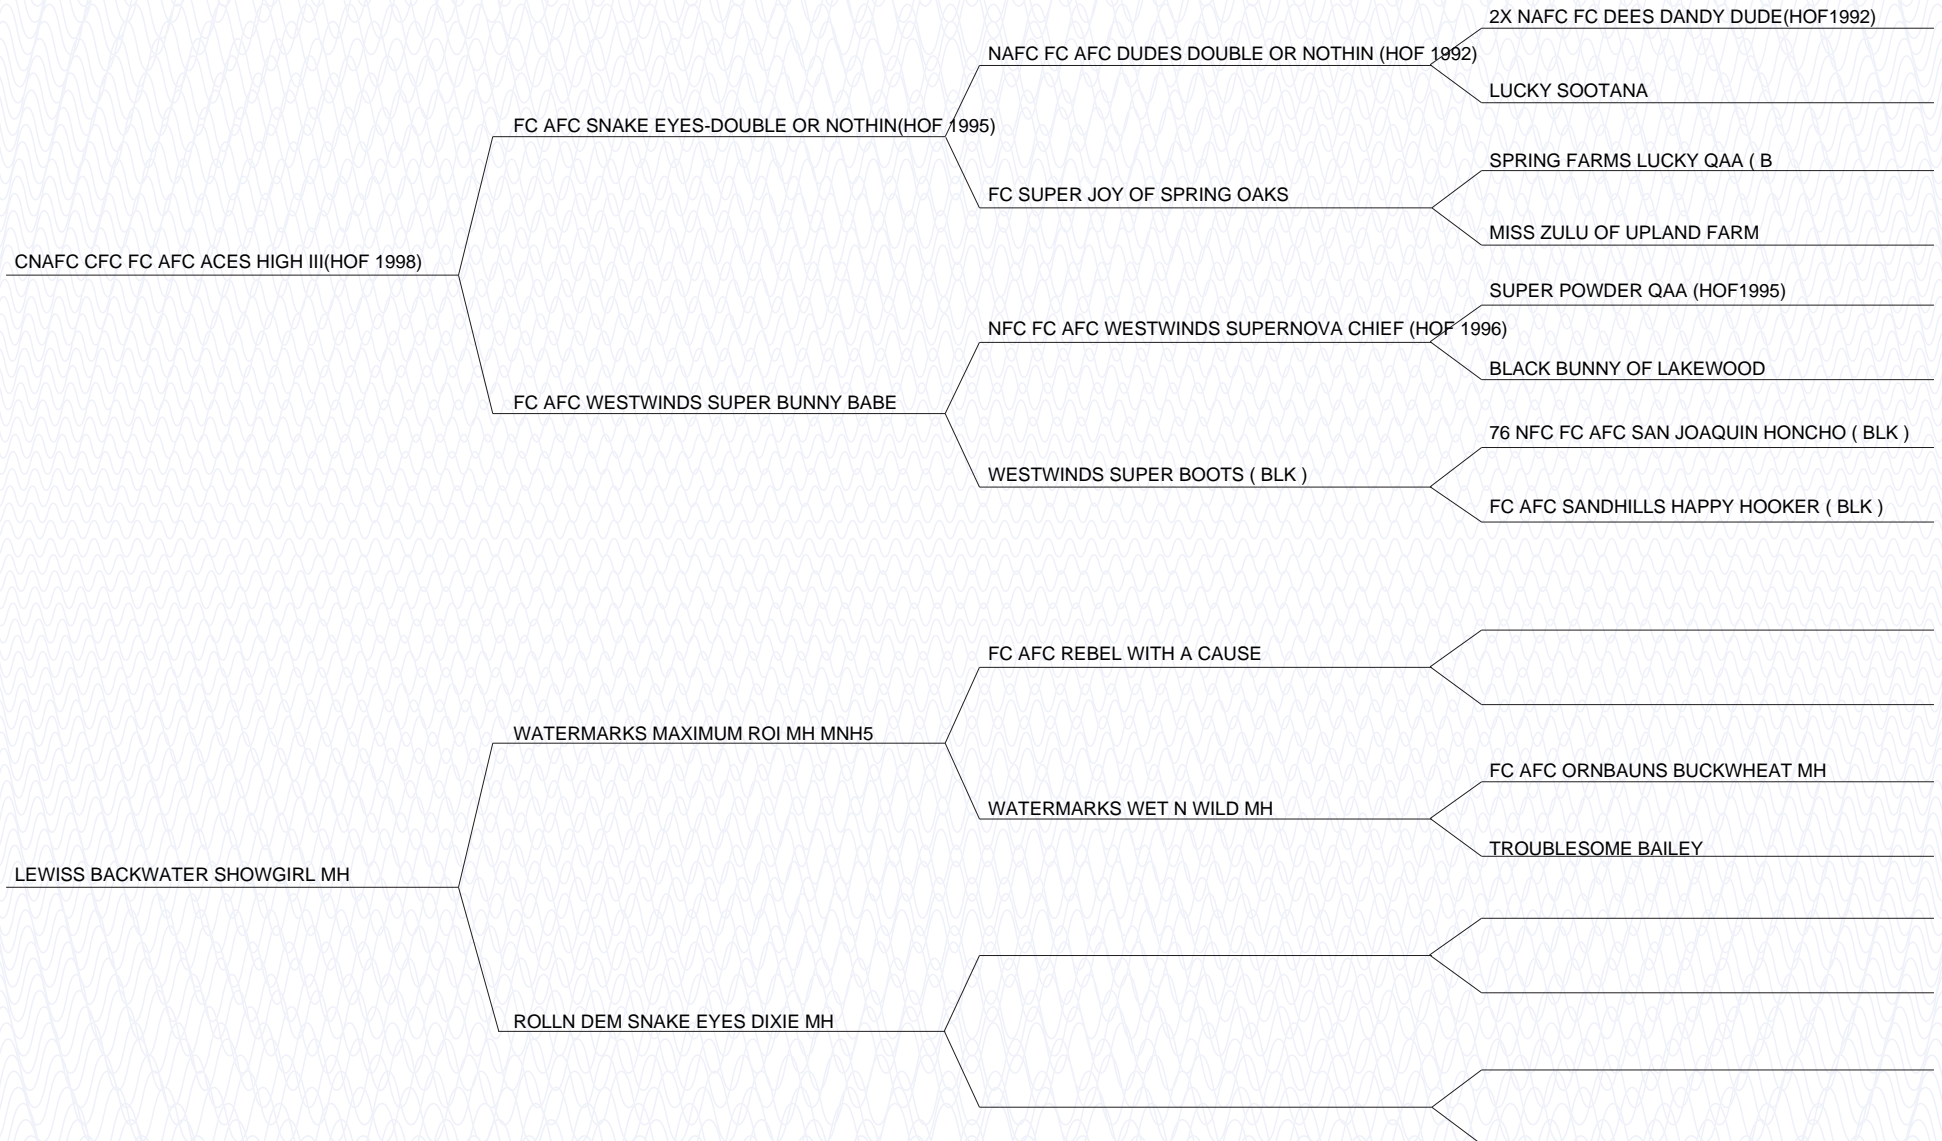 2X NAFC FC DEES DANDY DUDE(HOF1992)
NAFC FC AFC DUDES DOUBLE OR NOTHIN (HOF 1992)
LUCKY SOOTANA
FC AFC SNAKE EYES-DOUBLE OR NOTHIN(HOF 1995)
SPRING FARMS LUCKY QAA ( B
FC SUPER JOY OF SPRING OAKS
MISS ZULU OF UPLAND FARM
CNAFC CFC FC AFC ACES HIGH III(HOF 1998)
SUPER POWDER QAA (HOF1995)
NFC FC AFC WESTWINDS SUPERNOVA CHIEF (HOF 1996)
BLACK BUNNY OF LAKEWOOD
FC AFC WESTWINDS SUPER BUNNY BABE
76 NFC FC AFC SAN JOAQUIN HONCHO ( BLK )
WESTWINDS SUPER BOOTS ( BLK )
FC AFC SANDHILLS HAPPY HOOKER ( BLK )
FC AFC REBEL WITH A CAUSE
WATERMARKS MAXIMUM ROI MH MNH5
FC AFC ORNBAUNS BUCKWHEAT MH
WATERMARKS WET N WILD MH
TROUBLESOME BAILEY
LEWISS BACKWATER SHOWGIRL MH
ROLLN DEM SNAKE EYES DIXIE MH